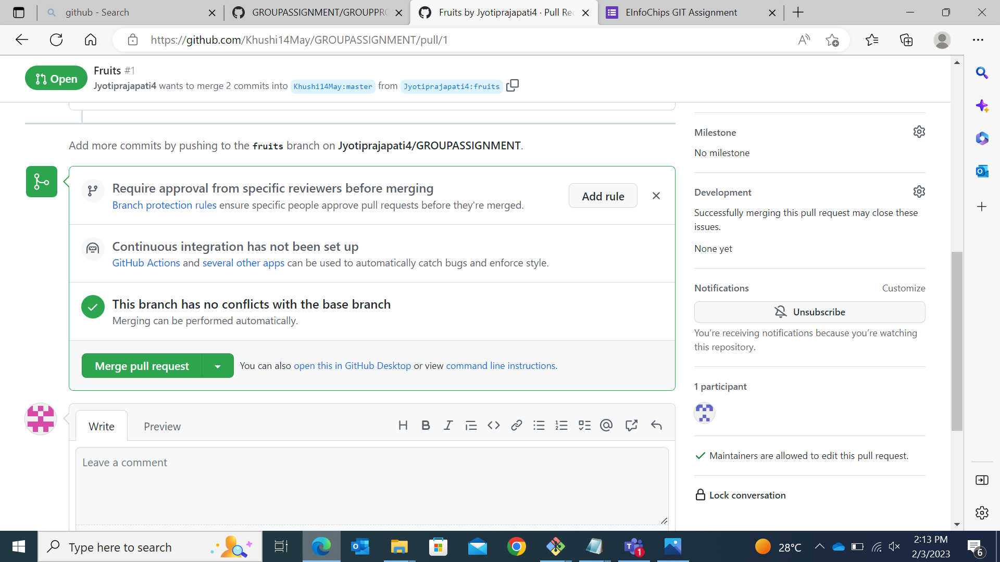 github - Search
GROUPASSIGNMENT/GROUPPRO
Fruits by Jyotiprajapati4 · Pull Rec
EInfoChips GIT Assignment
https://github.com/Khushi14May/GROUPASSIGNMENT/pull/1
Open
Fruits #1
Jyotiprajapati4 wants to merge 2 commits into Khushi14May:master from Jyotiprajapati4:fruits
Add more commits by pushing to the fruits branch on Jyotiprajapati4/GROUPASSIGNMENT.
Require approval from specific reviewers before merging
Branch protection rules ensure specific people approve pull requests before they're merged.
Add rule
Continuous integration has not been set up
GitHub Actions and several other apps can be used to automatically catch bugs and enforce style.
This branch has no conflicts with the base branch
Merging can be performed automatically.
Merge pull request
You can also open this in GitHub Desktop or view command line instructions.
Write
Preview
Leave a comment
Milestone
No milestone
Development
Successfully merging this pull request may close these
issues.
None yet
Notifications
Customize
Unsubscribe
You’re receiving notifications because you’re watching
this repository.
1 participant
Maintainers are allowed to edit this pull request.
Lock conversation
Type here to search
1
28°C
2:13 PM
2/3/2023
6